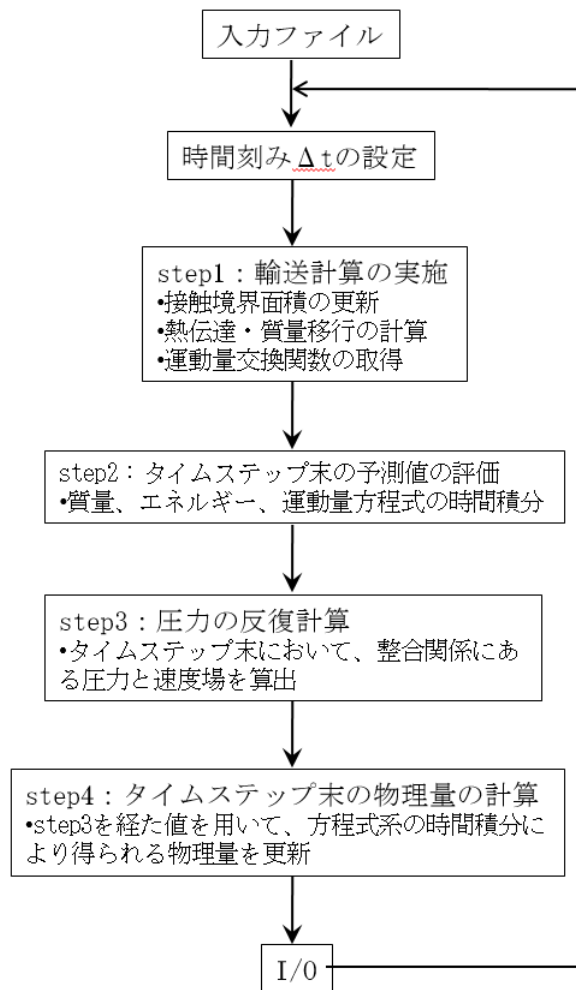 入力ファイル
時間刻みΔtの設定
step1：輸送計算の実施
•接触境界面積の更新
•熱伝達・質量移行の計算
•運動量交換関数の取得
step2：タイムステップ末の予測値の評価
•質量、エネルギー、運動量方程式の時間積分
step3：圧力の反復計算
•タイムステップ末において、整合関係にあ
る圧力と速度場を算出
step4：タイムステップ末の物理量の計算
•step3を経た値を用いて、方程式系の時間積分に
より得られる物理量を更新
I/O